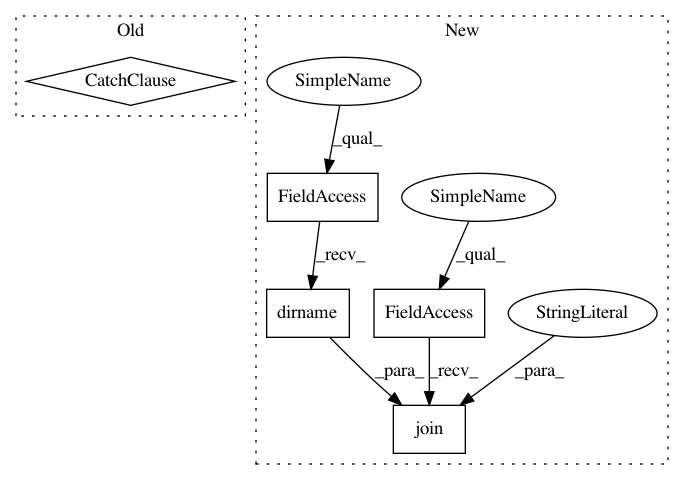 Old
New
CatchClause
SimpleName
_qual_
FieldAccess
SimpleName
_recv_
_qual_
dirname
FieldAccess
StringLiteral
_para_
_recv_
_para_
join